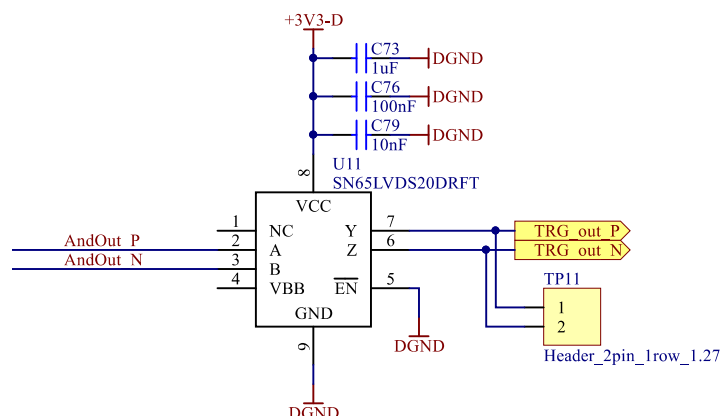 +3V3-D
C73
1uF
DGND
C76
100nF
DGND
C79
10nF
DGND
U11
SN65LVDS20DRFT
8
VCC
1
NC
Y
7
TRG_out_P
AndOut_P
2
A
Z
6
TRG_out_N
AndOut_N
3
B
4
VBB
EN
5
TP11
GND
1
2
9
DGND
Header_2pin_1row_1.27
DGND